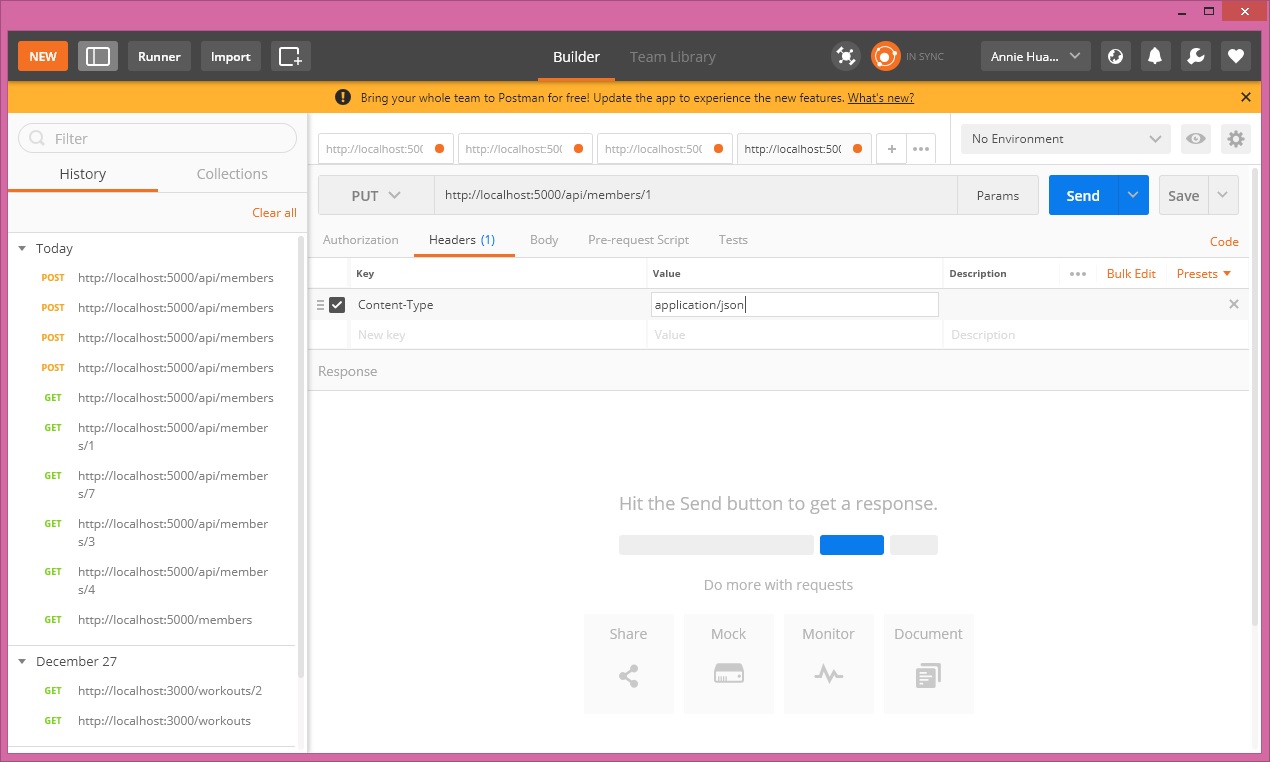 NEW Runner Import Builder Team Library IN SYNC Annie Hua...
Bring your whole team to Postman for free! Update the app to experience the new features. What's new?
Filter
History Collections
Clear all
Today
POST http://localhost:5000/api/members
POST http://localhost:5000/api/members
POST http://localhost:5000/api/members
POST http://localhost:5000/api/members
GET http://localhost:5000/api/members
GET http://localhost:5000/api/member
s/1
GET http://localhost:5000/api/member
s/7
GET http://localhost:5000/api/member
s/3
GET http://localhost:5000/api/member
s/4
GET http://localhost:5000/members
December 27
GET http://localhost:3000/workouts/2
GET http://localhost:3000/workouts
http://localhost:500 http://localhost:500 http://localhost:500 http://localhost:500 + •••
No Environment
PUT http://localhost:5000/api/members/1 Params Send Save
Authorization Headers (1) Body Pre-request Script Tests Code
Key Value Description ••• Bulk Edit Presets
Content-Type application/json
New key Value Description
Response
Hit the Send button to get a response.
Do more with requests
Share Mock Monitor Document